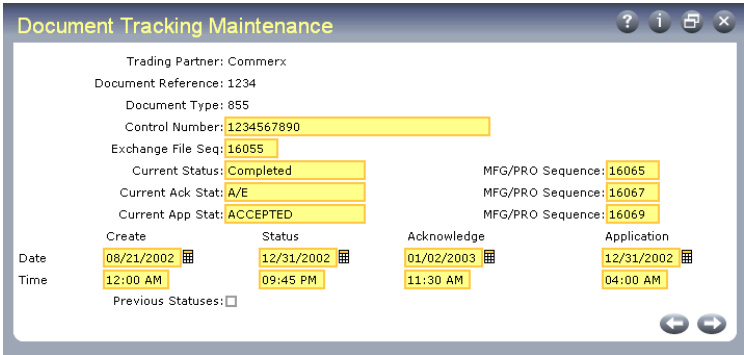 Document Tracking Maintenance
Trading Partner: Commerx
Document Reference: 1234
Document Type: 855
Control Number: 1234567890
Exchange File Seq: 16055
Current Status: Completed MFG/PRO Sequence: 16065
Current Ack Stat: A/E MFG/PRO Sequence: 16067
Current App Stat: ACCEPTED MFG/PRO Sequence: 16069
Create Status Acknowledge Application
Date 08/21/2002 12/31/2002 01/02/2003 12/31/2002
Time 12:00 AM 09:45 PM 11:30 AM 04:00 AM
Previous Statuses: